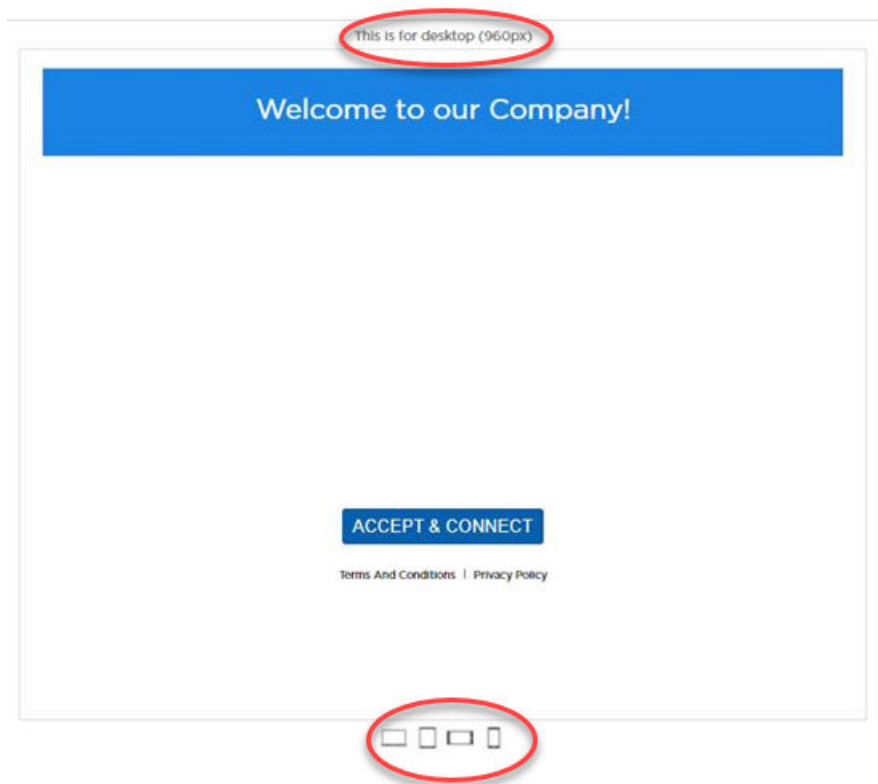 This is for desktop (960px)
Welcome to our Company!
ACCEPT & CONNECT
Terms And Conditions | Privacy Policy